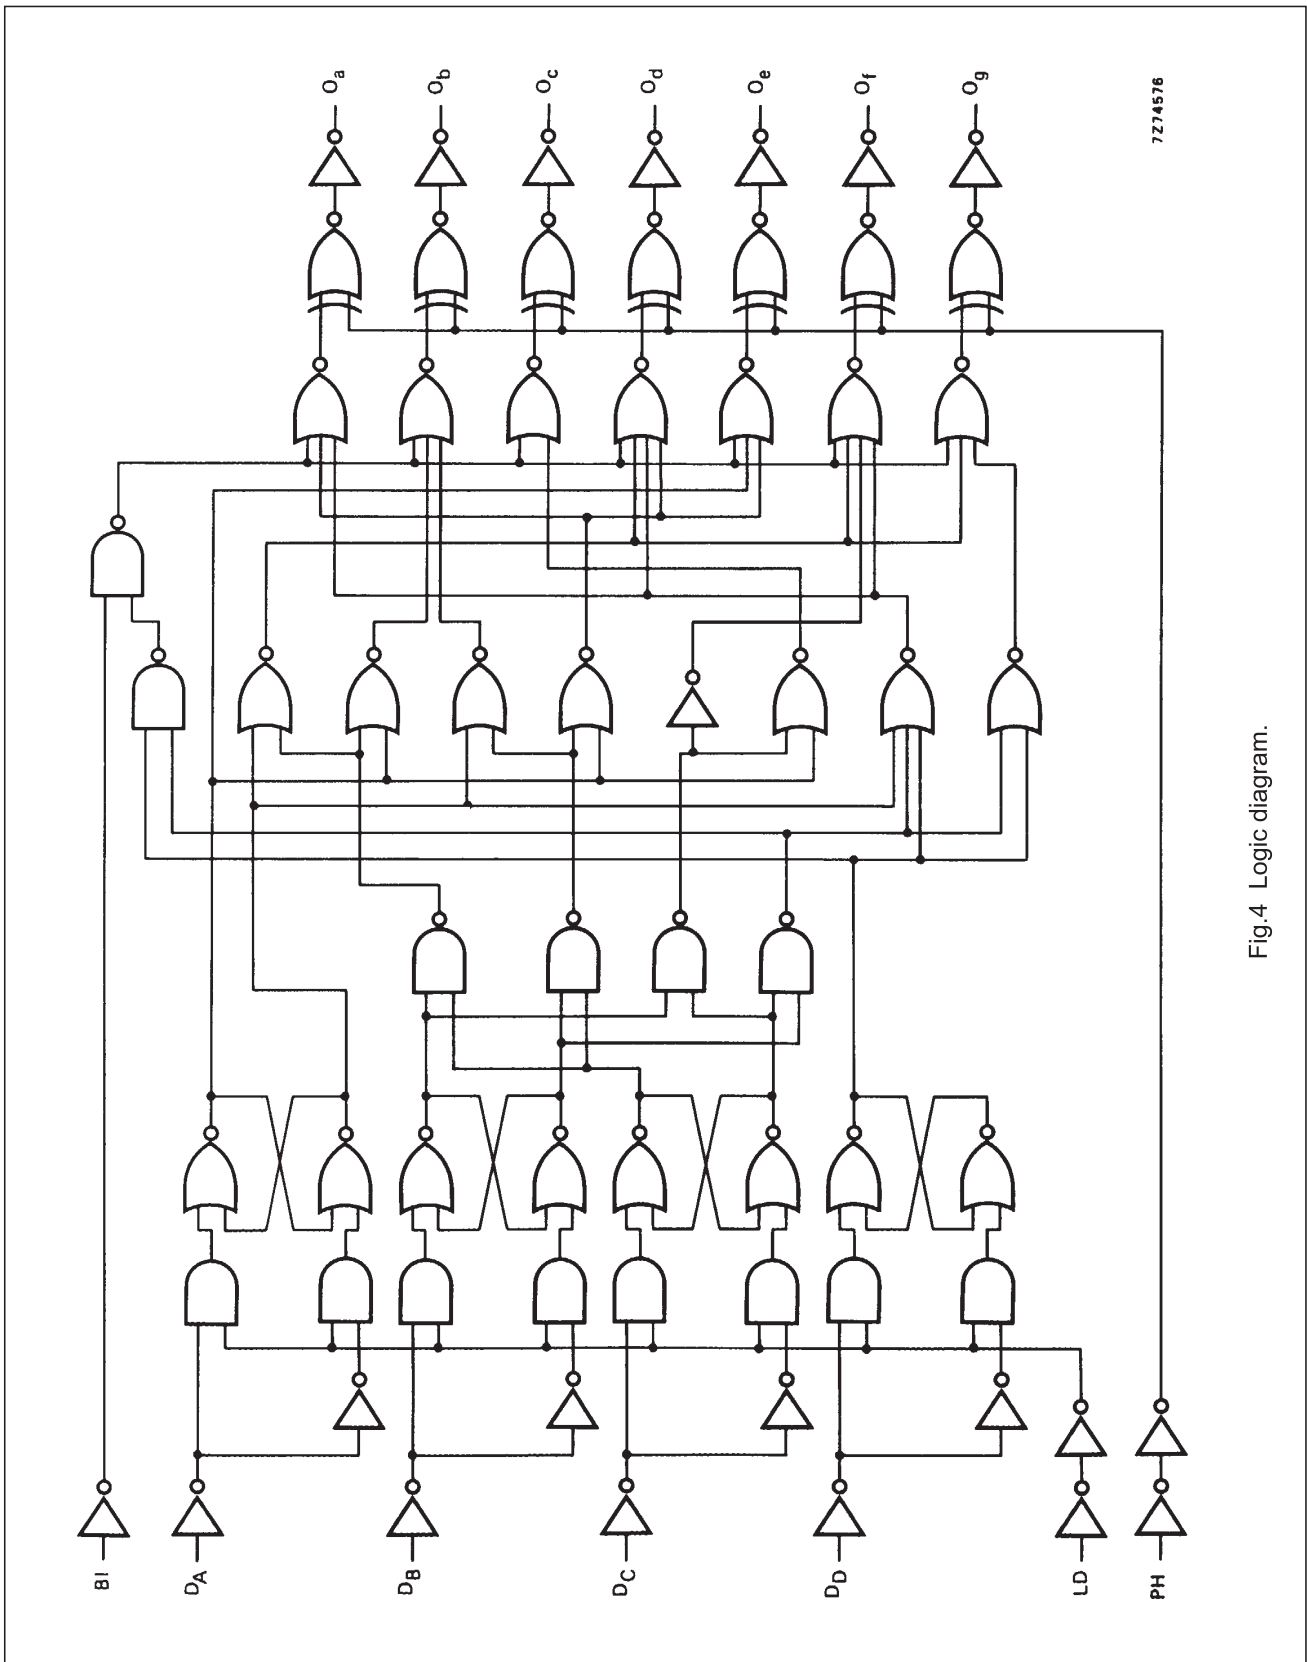 Oa
Ob
Oc
Od
Oe
Of
Og
7Z74576
BI
DA
DB
DC
DD
LD
PH
Fig.4 Logic diagram.